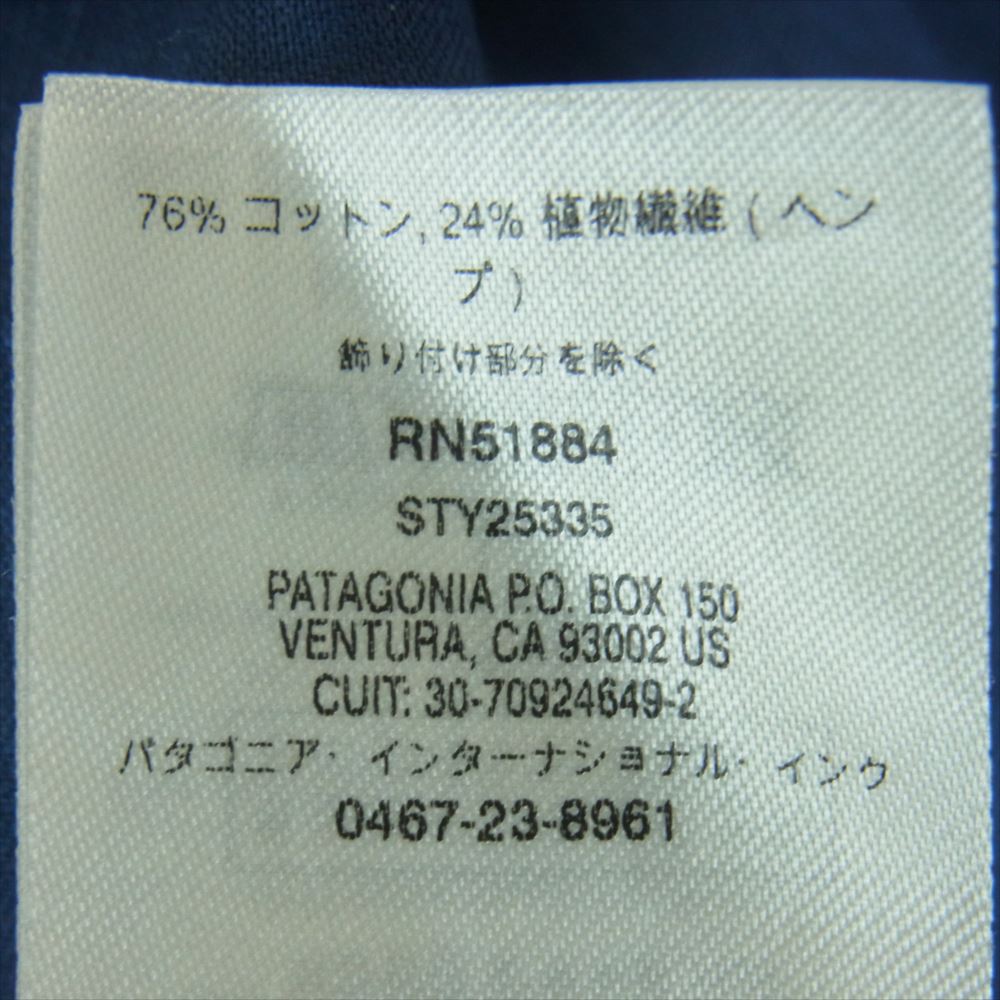 76% コットン, 24% 植物繊維 ( ヘン
プ )
飾り付け部分を除く
RN51884
STY25335
PATAGONIA P.O. BOX 150
VENTURA, CA 93002 US
CUIT: 30-70924649-2
パタゴニア・インターナショナル・インク
0467-23-8961